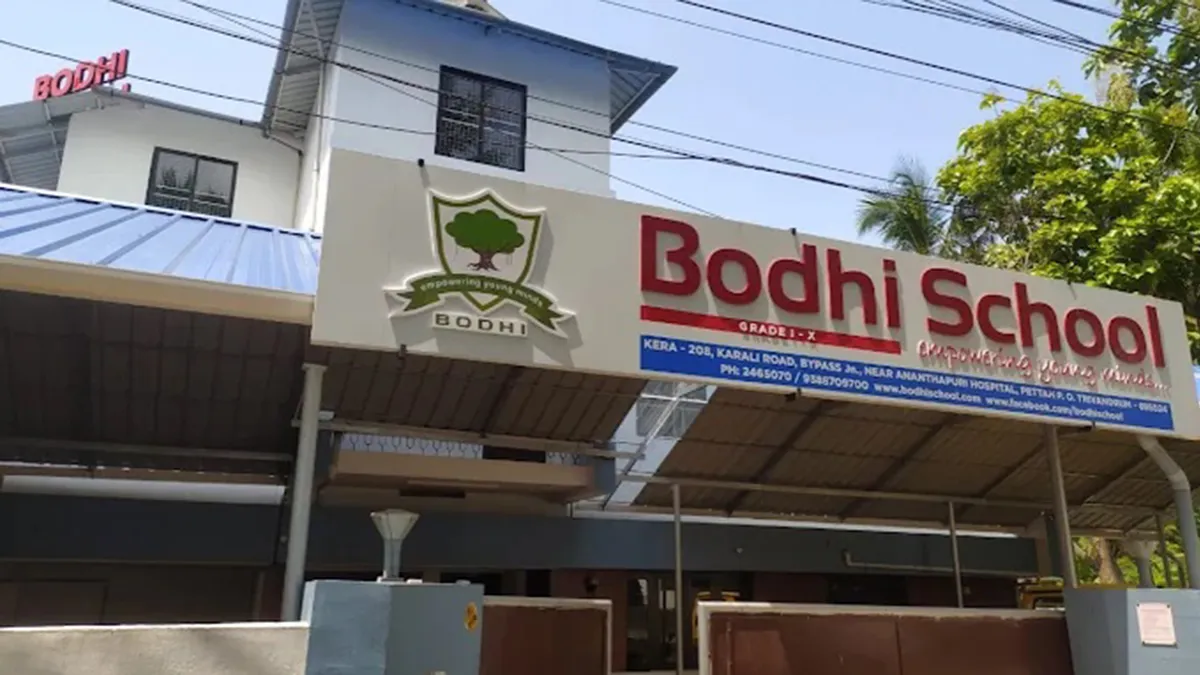 BODHI
empowering young minds
BODHI
Bodhi School
GRADE I - X
empowering young minds...
KERA - 208, KARALI ROAD, BYPASS Jn., NEAR ANANTHAPURI HOSPITAL, PETTAH P. O. TRIVANDRUM - 695024
PH: 2465070 / 9388709700 www.bodhischool.com www.facebook.com/bodhischool